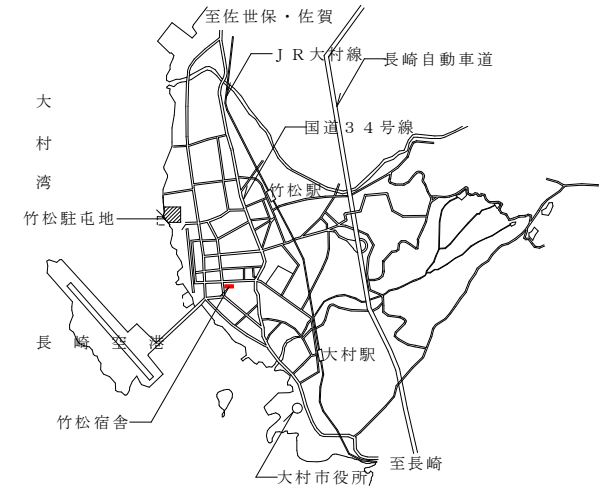 至佐世保・佐賀
ＪＲ大村線
長崎自動車道
大村湾
国道３４号線
竹松駅
竹松駐屯地
長崎空港
大村駅
竹松宿舎
至長崎
大村市役所